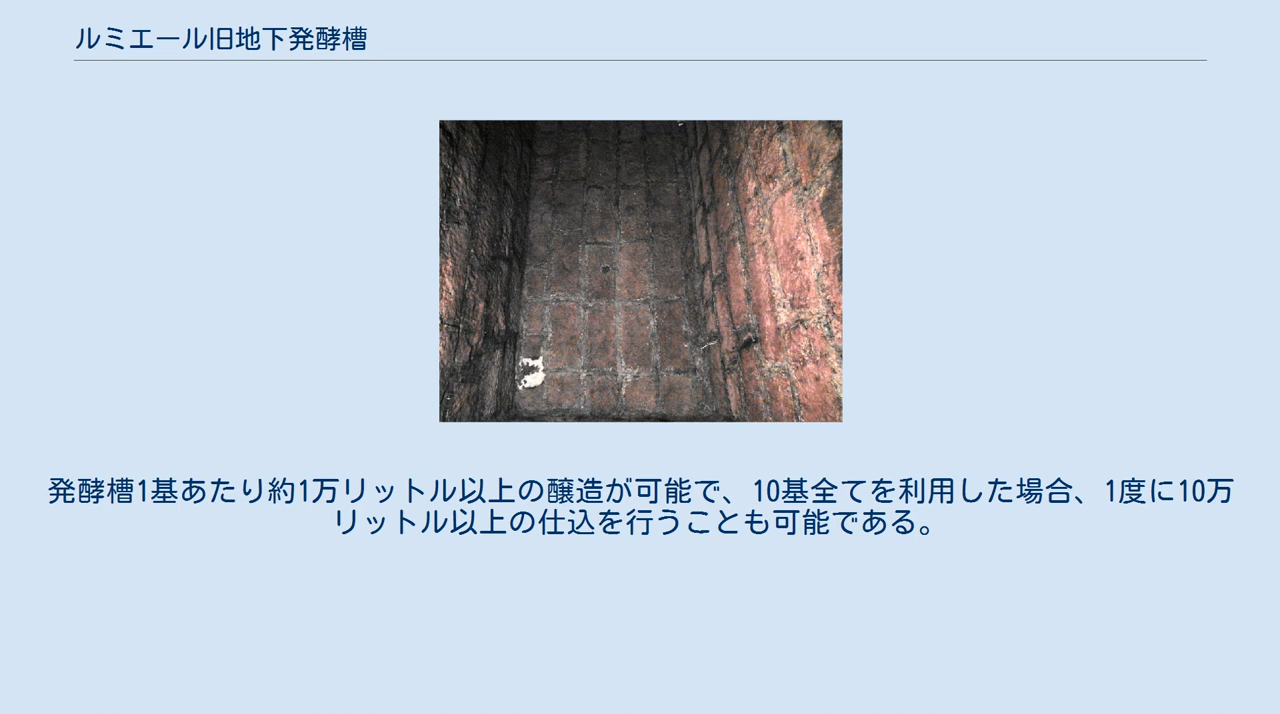 ルミエール旧地下発酵槽
発酵槽1基あたり約1万リットル以上の醸造が可能で、10基全てを利用した場合、1度に10万
リットル以上の仕込を行うことも可能である。